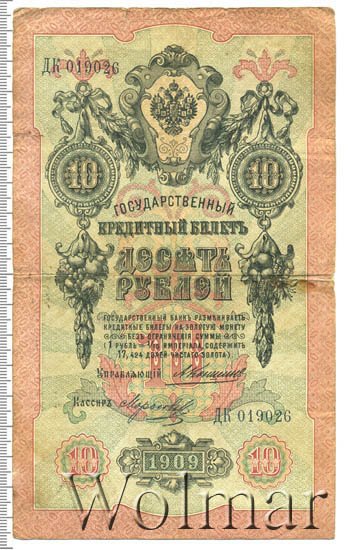 ДК 019026
10 10
ГОСУДАРСТВЕННЫЙ
КРЕДИТНЫЙ БИЛЕТЪ
ДЕСЯТЬ
РУБЛЕЙ
ГОСУДАРСТВЕННЫЙ БАНКЪ РАЗМѢНИВАЕТЪ
КРЕДИТНЫЕ БИЛЕТЫ НА ЗОЛОТУЮ МОНЕТУ
БЕЗЪ ОГРАНИЧЕНІЯ СУММЫ
(1 РУБЛЬ = 1/15 ИМПЕРІАЛА, СОДЕРЖИТЪ
17,424 ДОЛЕЙ ЧИСТАГО ЗОЛОТА).
УПРАВЛЯЮЩІЙ
КАССИРЪ
ДК 019026
10 1909 10
Wolmar